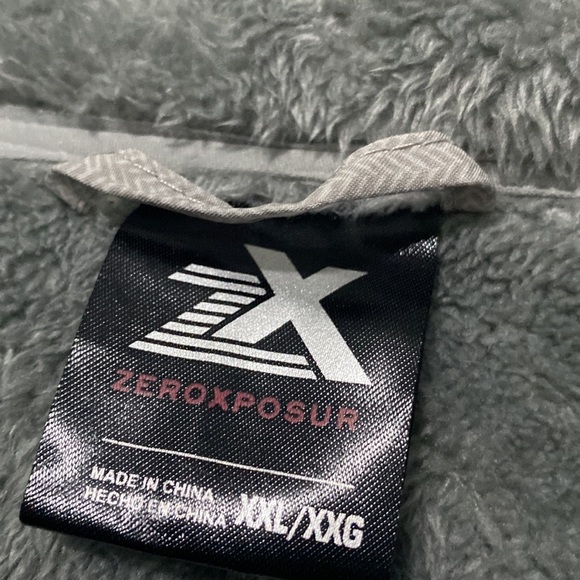 ZX
ZEROXPOSUR
MADE IN CHINA
HECHO EN CHINA
XXL/XXG